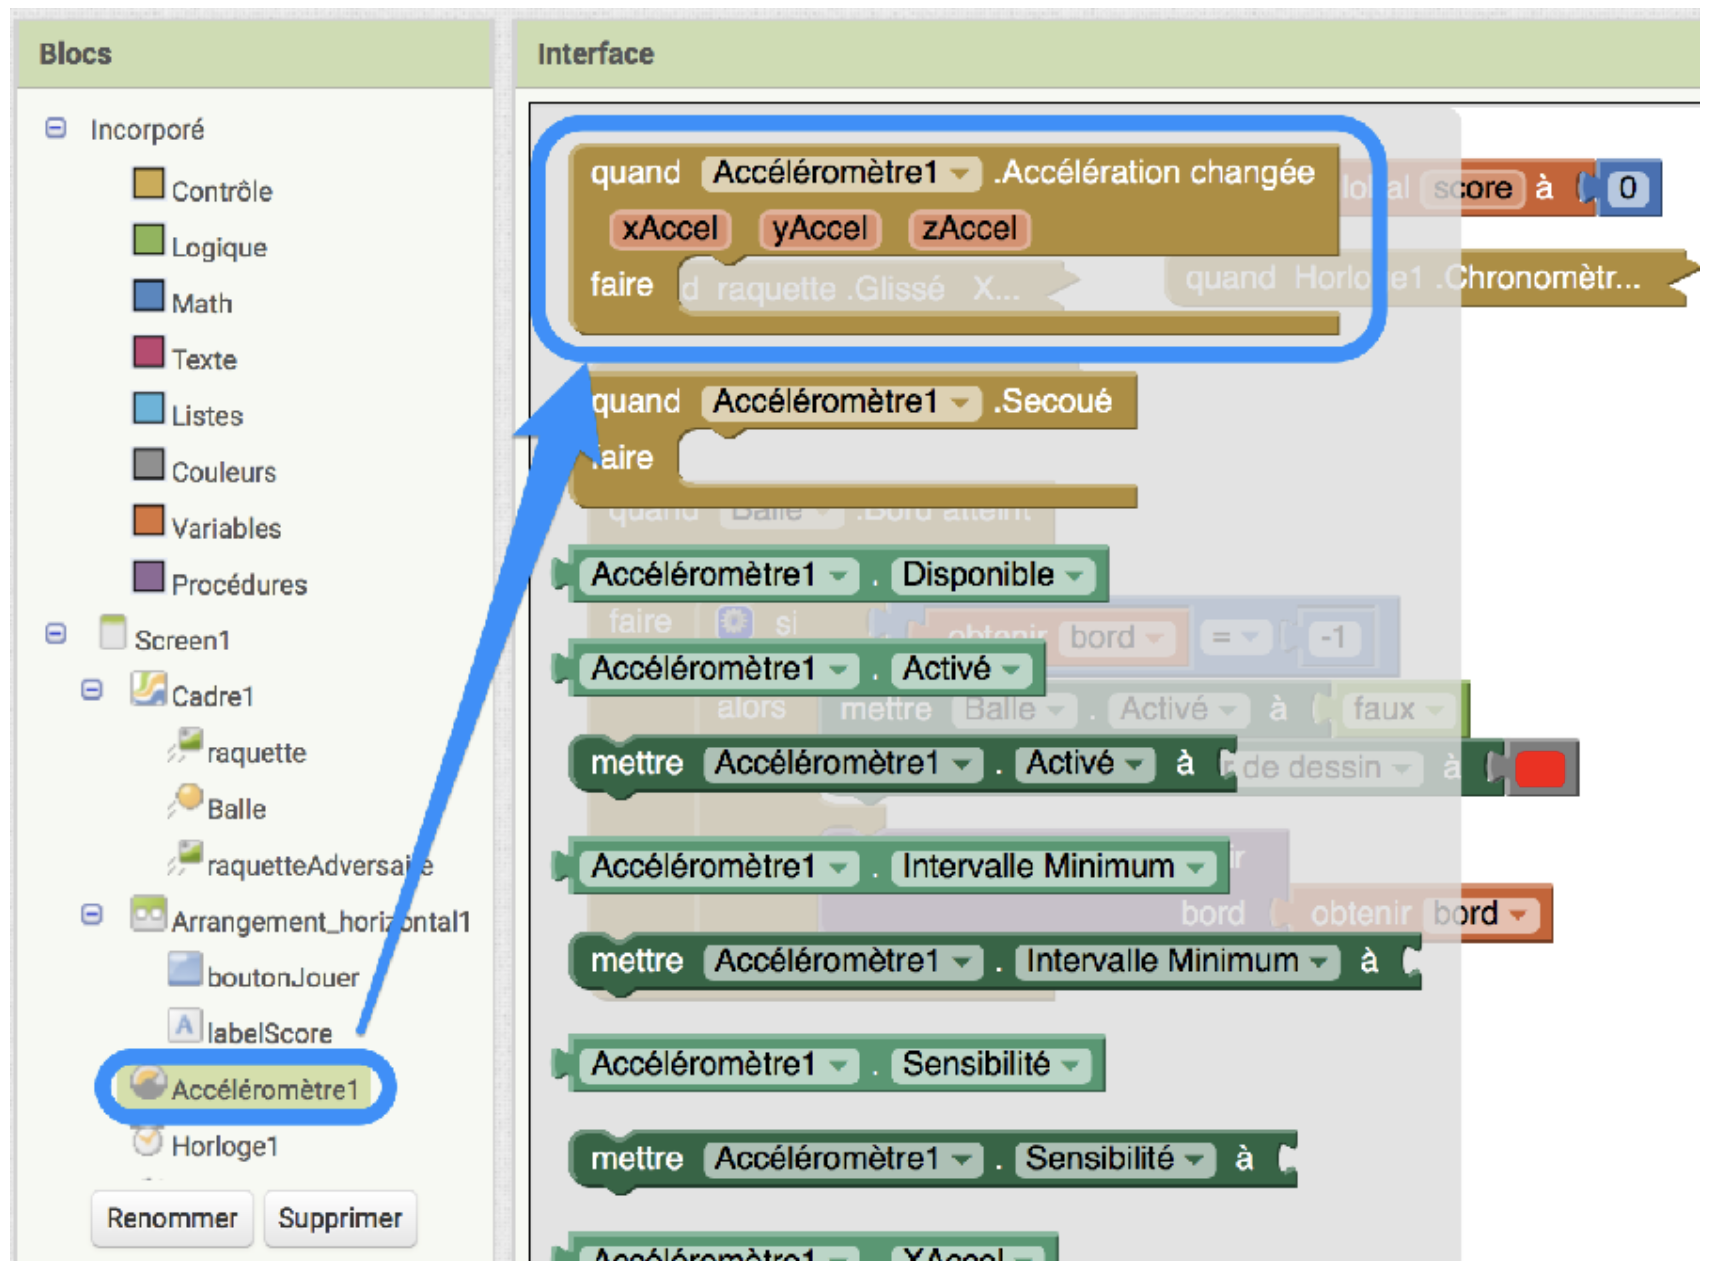 Blocs
Incorporé
Contrôle
Logique
Math
Texte
Listes
Couleurs
Variables
Procédures
Screen1
Cadre1
raquette
Balle
raquetteAdversaire
Arrangement_horizontal1
boutonJouer
labelScore
Accéléromètre1
Horloge1
Renommer Supprimer
Interface
quand Accéléromètre1 .Accélération changée
xAccel yAccel zAccel
faire
score à 0
d raquette .Glissé X...
quand Horloge1 .Chronomètr...
quand Accéléromètre1 .Secoué
faire
quand Balle .Bord atteint
Accéléromètre1 . Disponible
faire si obtenir bord = -1
Accéléromètre1 . Activé
alors mettre Balle . Activé à faux
mettre Accéléromètre1 . Activé à
de dessin à
Accéléromètre1 . Intervalle Minimum
ir
bord obtenir bord
mettre Accéléromètre1 . Intervalle Minimum à
Accéléromètre1 . Sensibilité
mettre Accéléromètre1 . Sensibilité à
Accéléromètre1 . XAccel